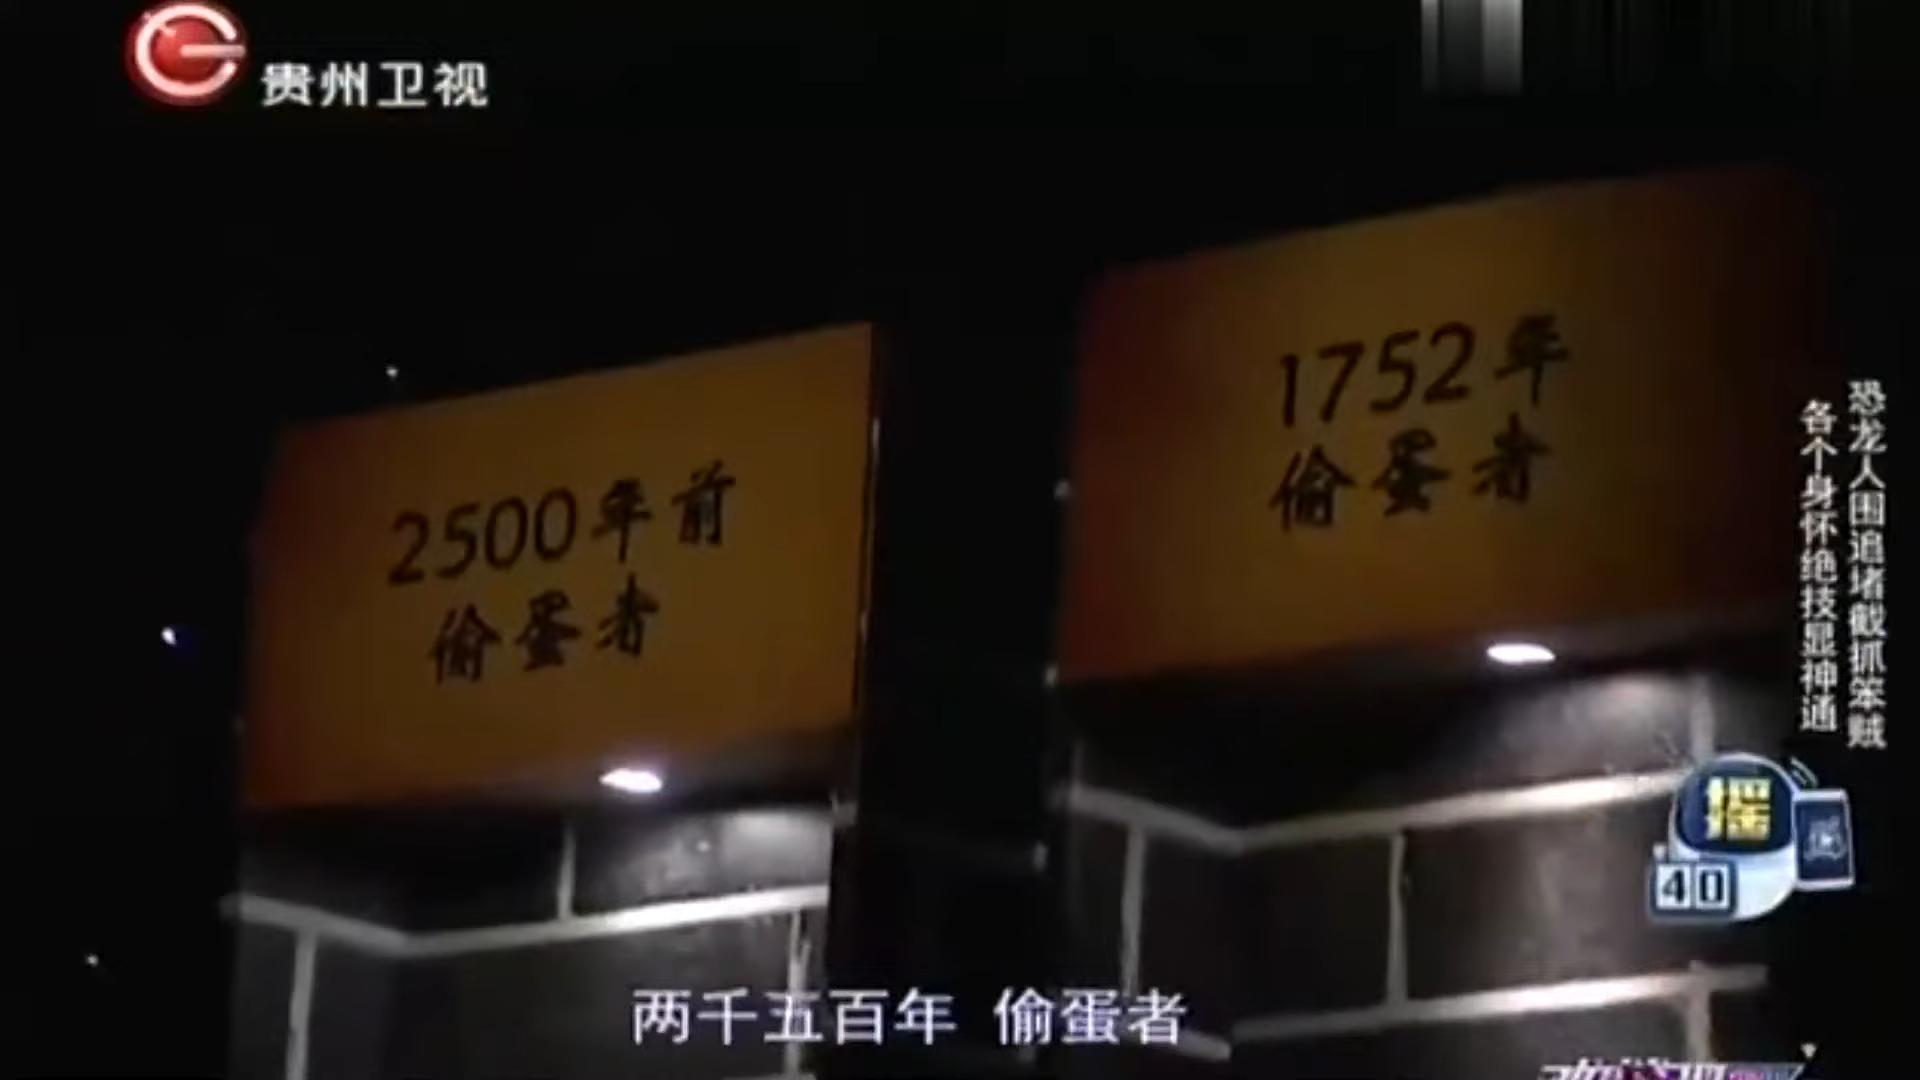 贵州卫视
2500年前
偷蛋者
1752年
偷蛋者
恐龙人围追堵截抓笨贼
各个身怀绝技显神通
摇
40
两千五百年 偷蛋者